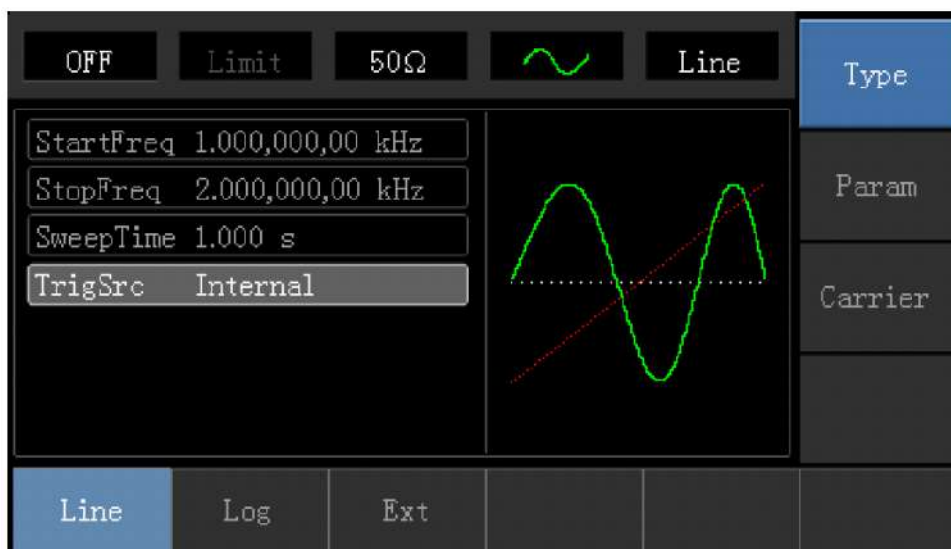 OFF Limit 50Ω Line
Type
StartFreq 1.000,000,00 kHz
StopFreq 2.000,000,00 kHz
Param
SweepTime 1.000 s
TrigSrc Internal
Carrier
Line Log Ext